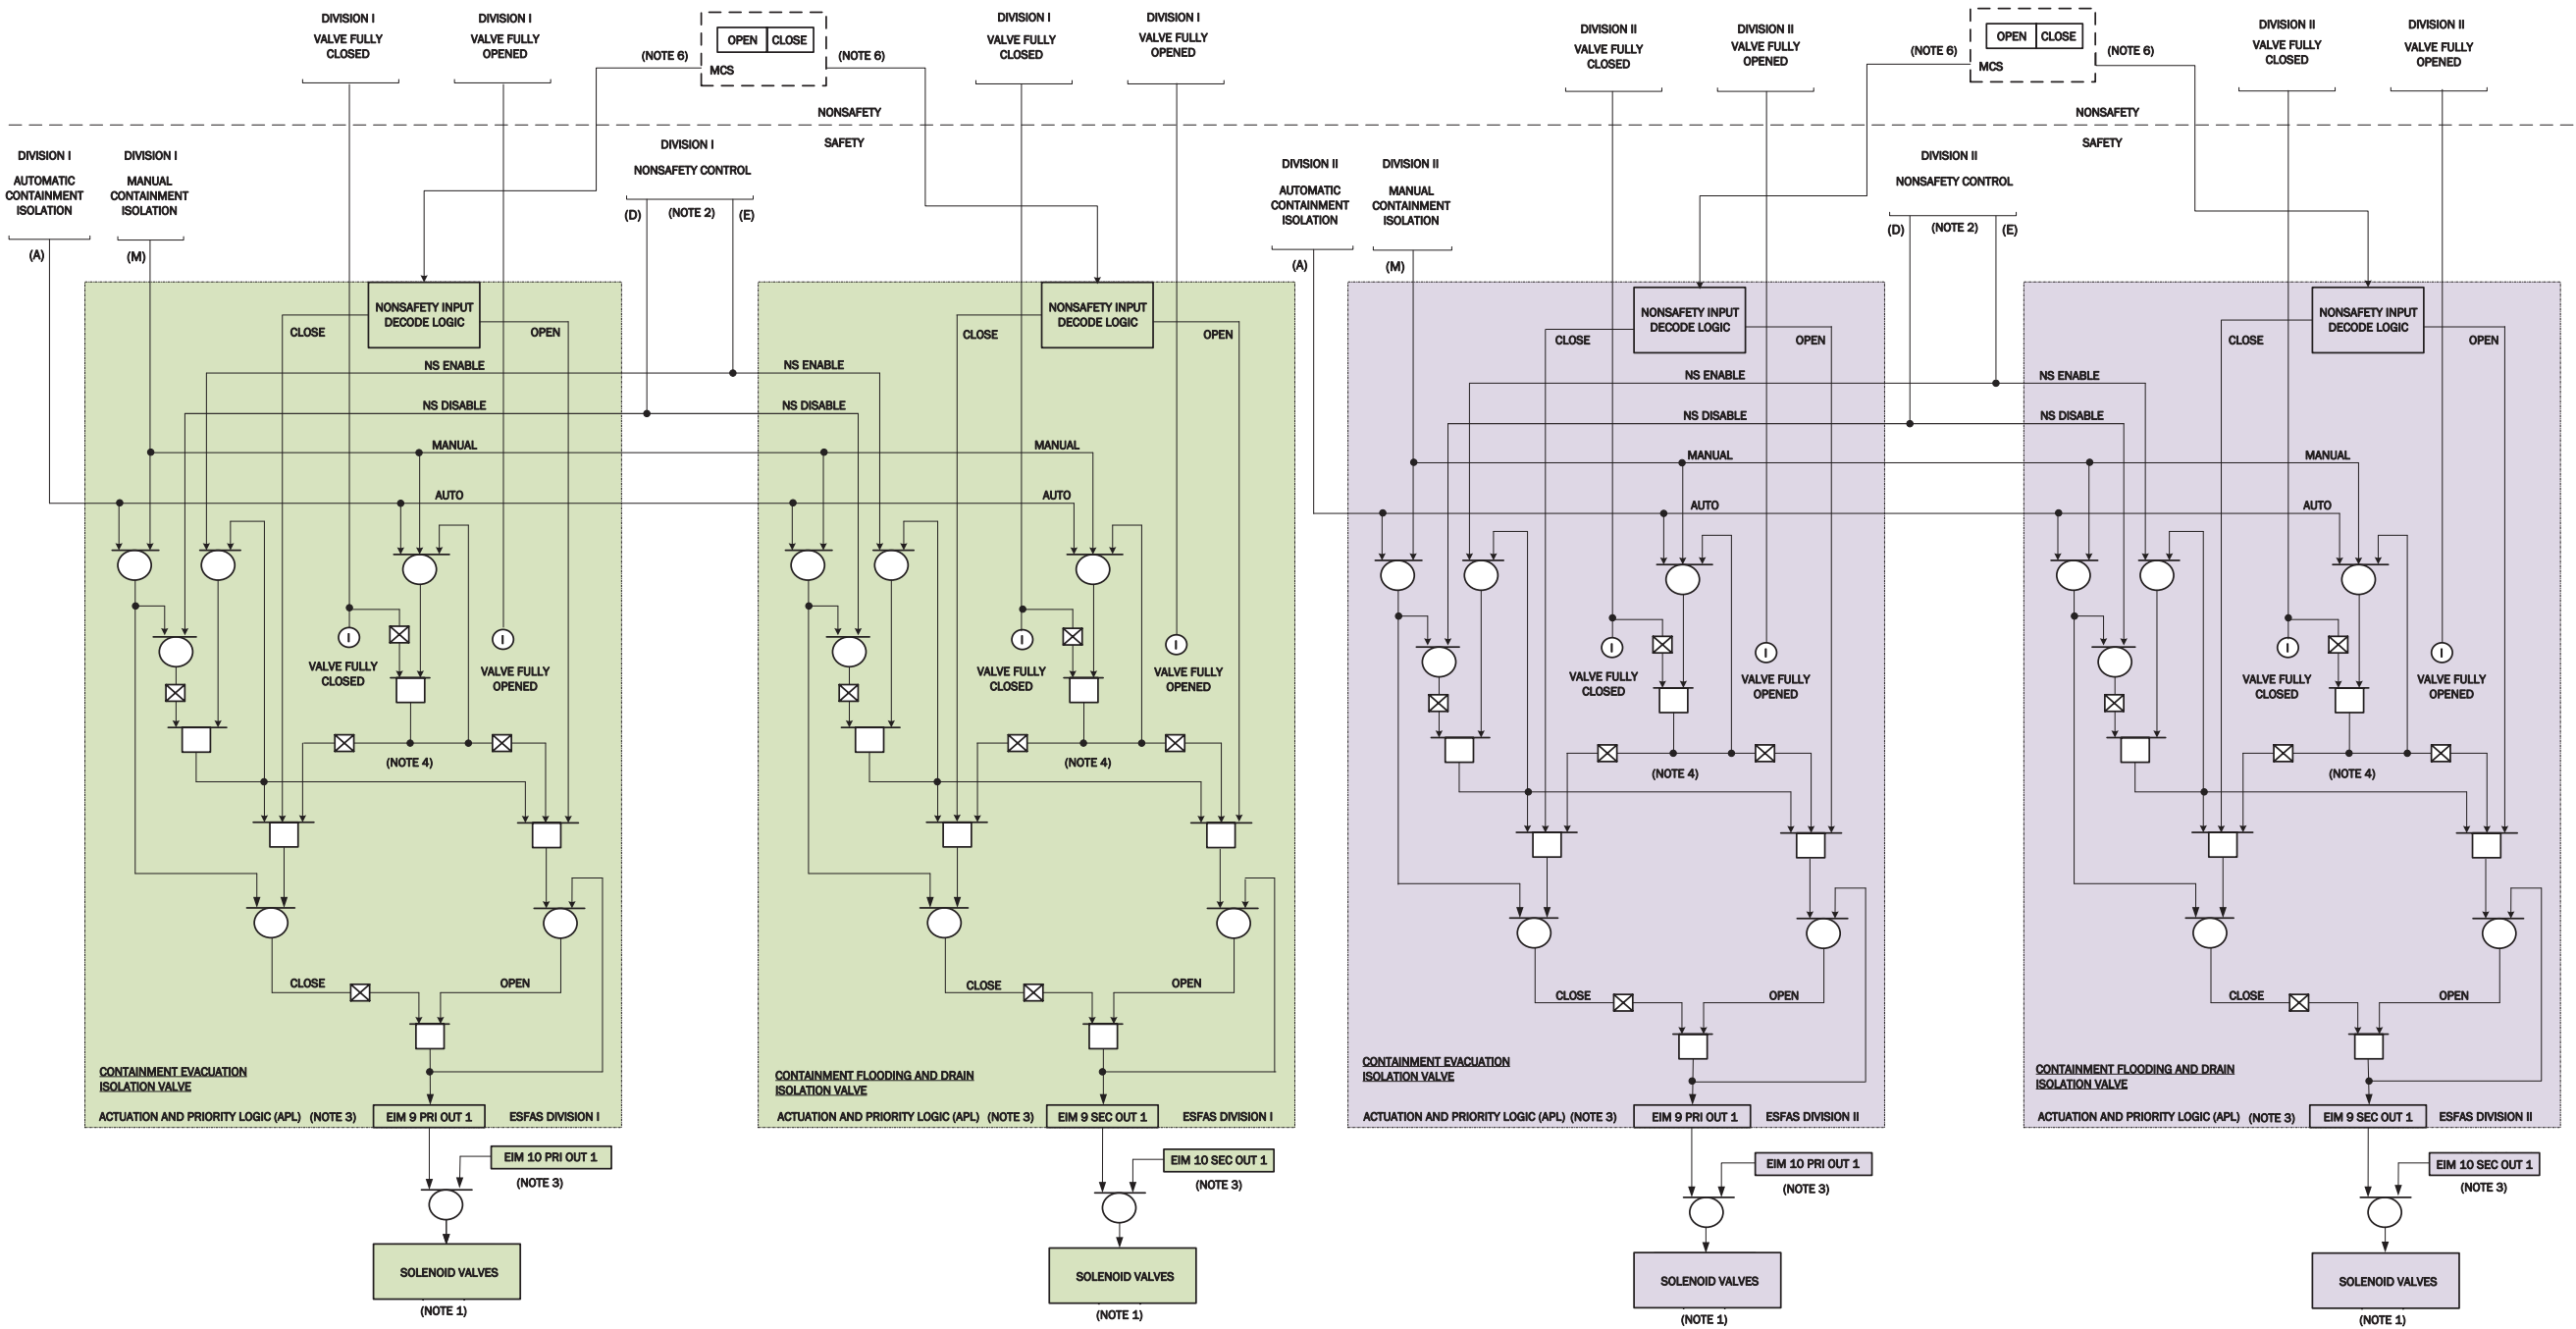 DIVISION I
VALVE FULLY
CLOSED
DIVISION I
VALVE FULLY
OPENED
(NOTE 6)
OPEN
CLOSE
MCS
(NOTE 6)
DIVISION I
VALVE FULLY
CLOSED
DIVISION I
VALVE FULLY
OPENED
DIVISION II
VALVE FULLY
CLOSED
DIVISION II
VALVE FULLY
OPENED
(NOTE 6)
OPEN
CLOSE
MCS
(NOTE 6)
DIVISION II
VALVE FULLY
CLOSED
DIVISION II
VALVE FULLY
OPENED
NONSAFETY
SAFETY
NONSAFETY
SAFETY
DIVISION I
AUTOMATIC
CONTAINMENT
ISOLATION
(A)
DIVISION I
MANUAL
CONTAINMENT
ISOLATION
(M)
DIVISION I
NONSAFETY CONTROL
(D)
(NOTE 2)
(E)
DIVISION II
AUTOMATIC
CONTAINMENT
ISOLATION
(A)
DIVISION II
MANUAL
CONTAINMENT
ISOLATION
(M)
DIVISION II
NONSAFETY CONTROL
(D)
(NOTE 2)
(E)
NONSAFETY INPUT
DECODE LOGIC
CLOSE
OPEN
NS ENABLE
NS DISABLE
MANUAL
AUTO
I
VALVE FULLY
CLOSED
I
VALVE FULLY
OPENED
(NOTE 4)
CLOSE
OPEN
CONTAINMENT EVACUATION
ISOLATION VALVE
ACTUATION AND PRIORITY LOGIC (APL)
(NOTE 3)
EIM 9 PRI OUT 1
ESFAS DIVISION I
EIM 10 PRI OUT 1
(NOTE 3)
SOLENOID VALVES
(NOTE 1)
NONSAFETY INPUT
DECODE LOGIC
CLOSE
OPEN
NS ENABLE
NS DISABLE
MANUAL
AUTO
I
VALVE FULLY
CLOSED
I
VALVE FULLY
OPENED
(NOTE 4)
CLOSE
OPEN
CONTAINMENT FLOODING AND DRAIN
ISOLATION VALVE
ACTUATION AND PRIORITY LOGIC (APL)
(NOTE 3)
EIM 9 SEC OUT 1
ESFAS DIVISION I
EIM 10 SEC OUT 1
(NOTE 3)
SOLENOID VALVES
(NOTE 1)
NONSAFETY INPUT
DECODE LOGIC
CLOSE
OPEN
NS ENABLE
NS DISABLE
MANUAL
AUTO
I
VALVE FULLY
CLOSED
I
VALVE FULLY
OPENED
(NOTE 4)
CLOSE
OPEN
CONTAINMENT EVACUATION
ISOLATION VALVE
ACTUATION AND PRIORITY LOGIC (APL)
(NOTE 3)
EIM 9 PRI OUT 1
ESFAS DIVISION II
EIM 10 PRI OUT 1
(NOTE 3)
SOLENOID VALVES
(NOTE 1)
NONSAFETY INPUT
DECODE LOGIC
CLOSE
OPEN
NS ENABLE
NS DISABLE
MANUAL
AUTO
I
VALVE FULLY
CLOSED
I
VALVE FULLY
OPENED
(NOTE 4)
CLOSE
OPEN
CONTAINMENT FLOODING AND DRAIN
ISOLATION VALVE
ACTUATION AND PRIORITY LOGIC (APL)
(NOTE 3)
EIM 9 SEC OUT 1
ESFAS DIVISION II
EIM 10 SEC OUT 1
(NOTE 3)
SOLENOID VALVES
(NOTE 1)